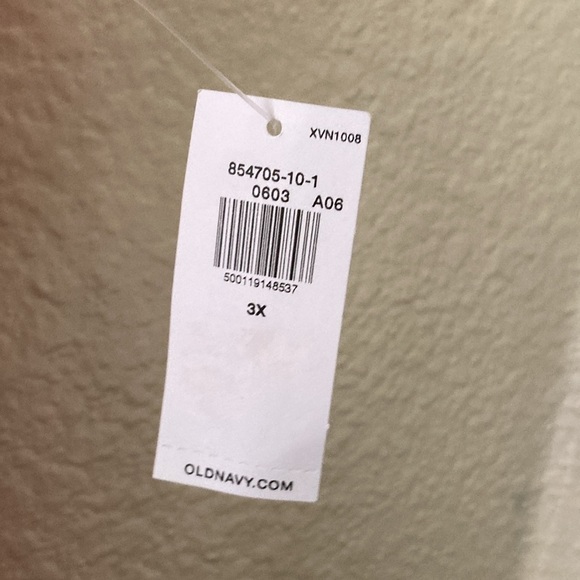 XVN1008
854705-10-1
0603 A06
500119148537
3X
OLDNAVY.COM